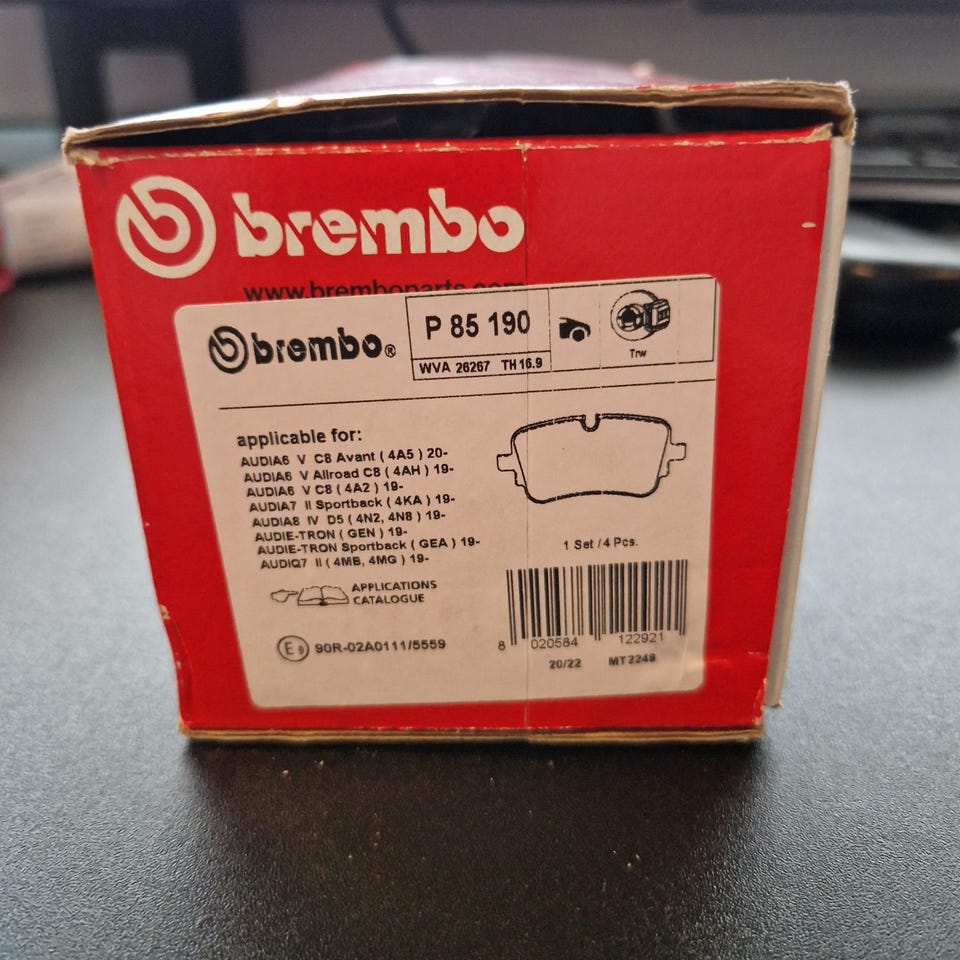 brembo
www.bremboparts.com
brembo®
P 85 190
WVA 26267 TH 16.9
Trw
applicable for:
AUDIA6 V C8 Avant ( 4A5 ) 20-
AUDIA6 V Allroad C8 ( 4AH ) 19-
AUDIA6 V C8 ( 4A2 ) 19-
AUDIA7 II Sportback ( 4KA ) 19-
AUDIA8 IV D5 ( 4N2, 4N8 ) 19-
AUDIE-TRON ( GEN ) 19-
AUDIE-TRON Sportback ( GEA ) 19-
AUDIQ7 II ( 4MB, 4MG ) 19-
1 Set / 4 Pcs.
APPLICATIONS
CATALOGUE
E9 90R-02A0111/5559
8 020584 122921
20/22 MT2248